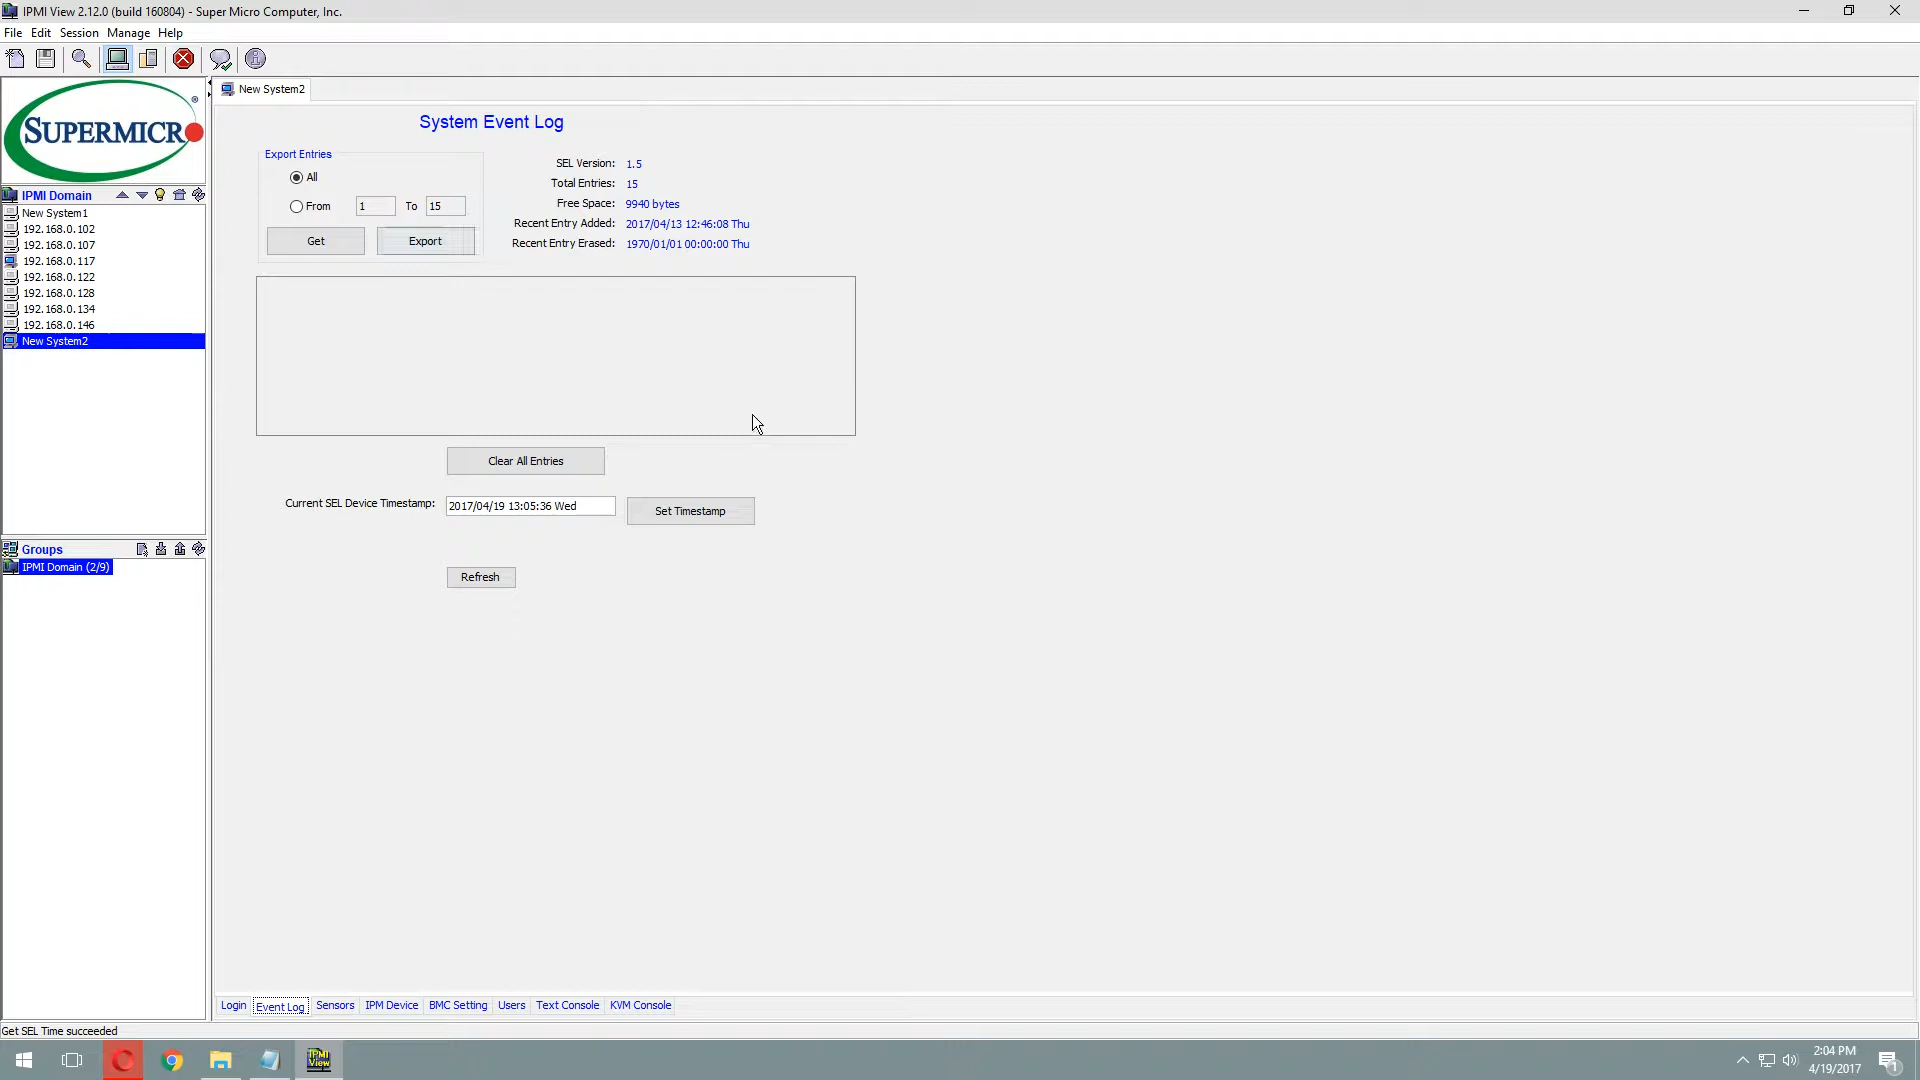 IPMI View 2.12.0 (build 160804) - Super Micro Computer, Inc.
File Edit Session Manage Help
SUPERMICR
®
New System2
System Event Log
Export Entries
All
From 1 To 15
Get Export
SEL Version: 1.5
Total Entries: 15
Free Space: 9940 bytes
Recent Entry Added: 2017/04/13 12:46:08 Thu
Recent Entry Erased: 1970/01/01 00:00:00 Thu
IPMI Domain
New System1
192.168.0.102
192.168.0.107
192.168.0.117
192.168.0.122
192.168.0.128
192.168.0.134
192.168.0.146
New System2
Clear All Entries
Current SEL Device Timestamp: 2017/04/19 13:05:36 Wed Set Timestamp
Refresh
Groups
IPMI Domain (2/9)
Login Event Log Sensors IPM Device BMC Setting Users Text Console KVM Console
Get SEL Time succeeded
IPMI
View
2:04 PM
4/19/2017
1